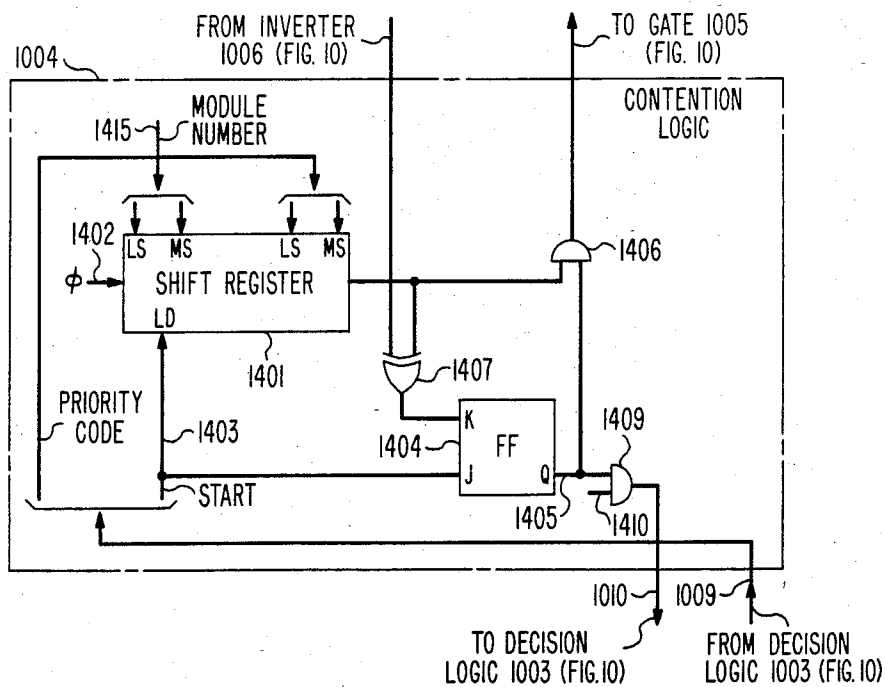 FROM INVERTER
1006 (FIG. 10)
TO GATE 1005
(FIG. 10)
1004
CONTENTION
LOGIC
MODULE
NUMBER
1415
1402
LS MS
LS MS
ϕ
SHIFT REGISTER
LD
1401
1406
1407
PRIORITY
CODE
1403
START
K
1404
FF
J
Q
1405
1409
1410
1010
1009
TO DECISION
LOGIC 1003 (FIG.10)
FROM DECISION
LOGIC 1003 (FIG.10)